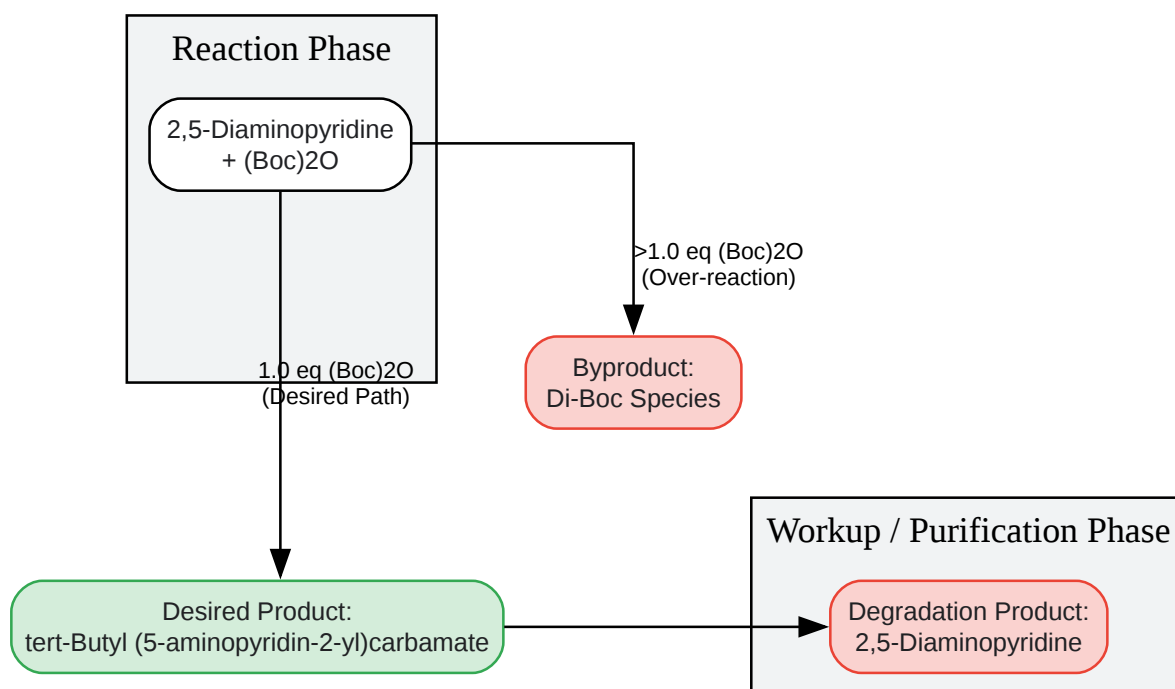 Reaction Phase
2,5-Diaminopyridine
+ (Boc)2O
>1.0 eq (Boc)2O
(Over-reaction)
Byproduct:
Di-Boc Species
1.0 eq (Boc)2O
(Desired Path)
Workup / Purification Phase
Desired Product:
tert-Butyl (5-aminopyridin-2-yl)carbamate
Degradation Product:
2,5-Diaminopyridine